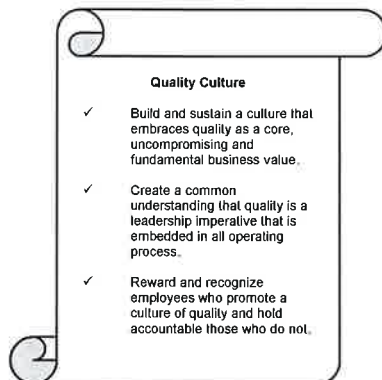 Quality Culture
✓ Build and sustain a culture that
embraces quality as a core,
uncompromising and
fundamental business value.
✓ Create a common
understanding that quality is a
leadership imperative that is
embedded in all operating
process.
✓ Reward and recognize
employees who promote a
culture of quality and hold
accountable those who do not.